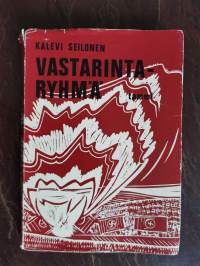 KALEVI SEILONEN
VASTARINTA-
RYHMÄ